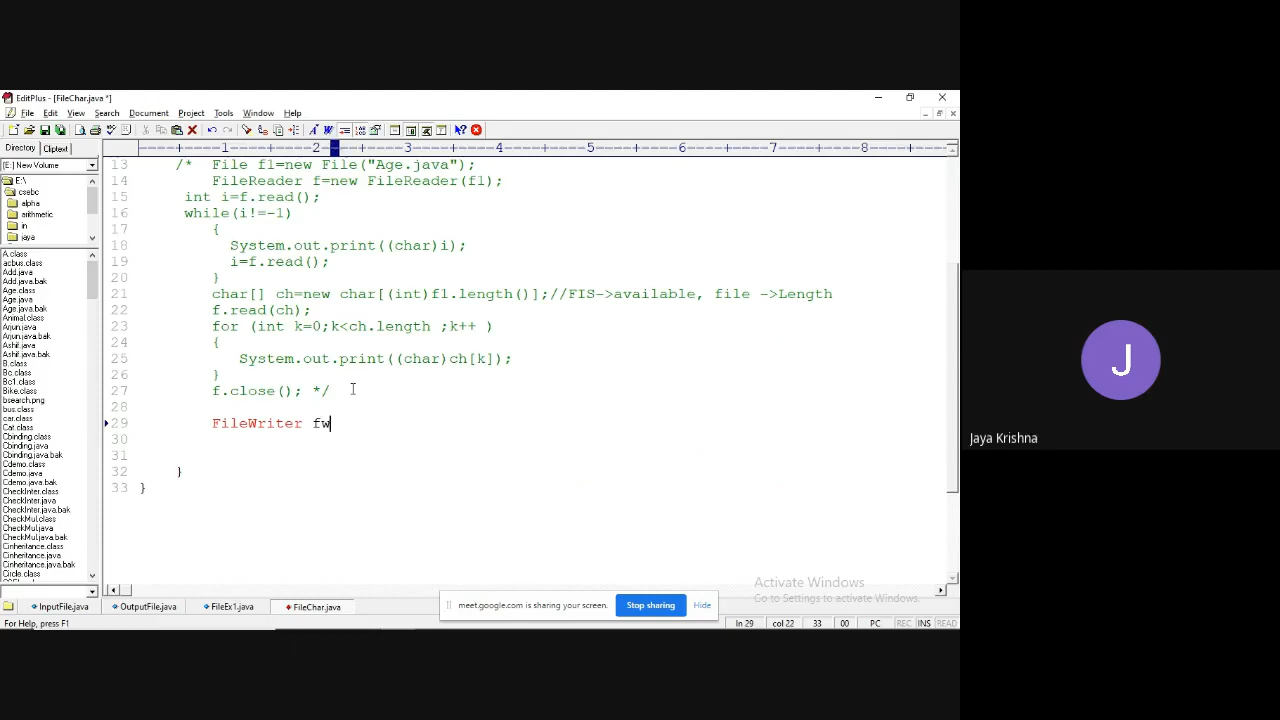 EditPlus - [FileChar.java *]
File Edit View Search Document Project Tools Window Help
Directory Cliptext
----+----1----+----2----+----3----+----4----+----5----+----6----+----7----+----8----+--
[E:] New Volume
E:\
csebc
alpha
arithmetic
in
java
A.class
acbus.class
Add.java
Add.java.bak
Age.class
Age.java
Age.java.bak
Animal.class
Arjun.java
Arjun.java.bak
Ashif.java
Ashif.java.bak
B.class
Bc.class
Bc1.class
Bike.class
bsearch.png
bus.class
car.class
Cat.class
Cbinding.class
Cbinding.java
Cbinding.java.bak
Cdemo.class
Cdemo.java
Cdemo.java.bak
CheckInter.class
CheckInter.java
CheckInter.java.bak
CheckMul.class
CheckMul.java
CheckMul.java.bak
Cinheritance.class
Cinheritance.java
Cinheritance.java.bak
Circle.class
13 /* File f1=new File("Age.java");
14 FileReader f=new FileReader(f1);
15 int i=f.read();
16 while(i!=-1)
17 {
18 System.out.print((char)i);
19 i=f.read();
20 }
21 char[] ch=new char[(int)f1.length()];//FIS->available, file ->Length
22 f.read(ch);
23 for (int k=0;k<ch.length ;k++ )
24 {
25 System.out.print((char)ch[k]);
26 }
27 f.close(); */
28
29 FileWriter fw
30
31
32 }
33 }
Activate Windows
Go to Settings to activate Windows.
InputFile.java OutputFile.java FileEx1.java FileChar.java
meet.google.com is sharing your screen. Stop sharing Hide
For Help, press F1 ln 29 col 22 33 00 PC REC INS READ
J
Jaya Krishna